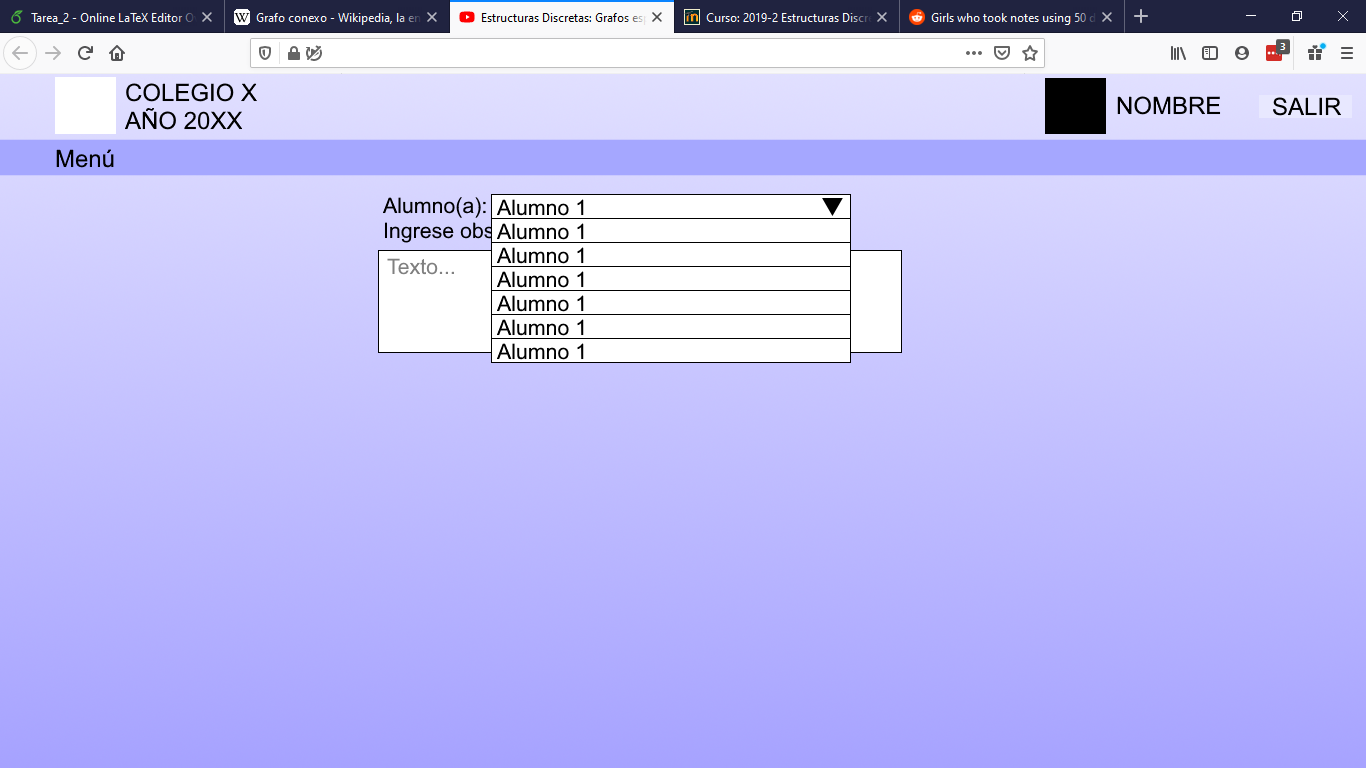 Tarea_2 - Online LaTeX Editor O
Grafo conexo - Wikipedia, la en
Estructuras Discretas: Grafos es
Curso: 2019-2 Estructuras Discr
Girls who took notes using 50 d
3
COLEGIO X
AÑO 20XX
NOMBRE
SALIR
Menú
Alumno(a):
Alumno 1
Ingrese obs
Alumno 1
Texto...
Alumno 1
Alumno 1
Alumno 1
Alumno 1
Alumno 1